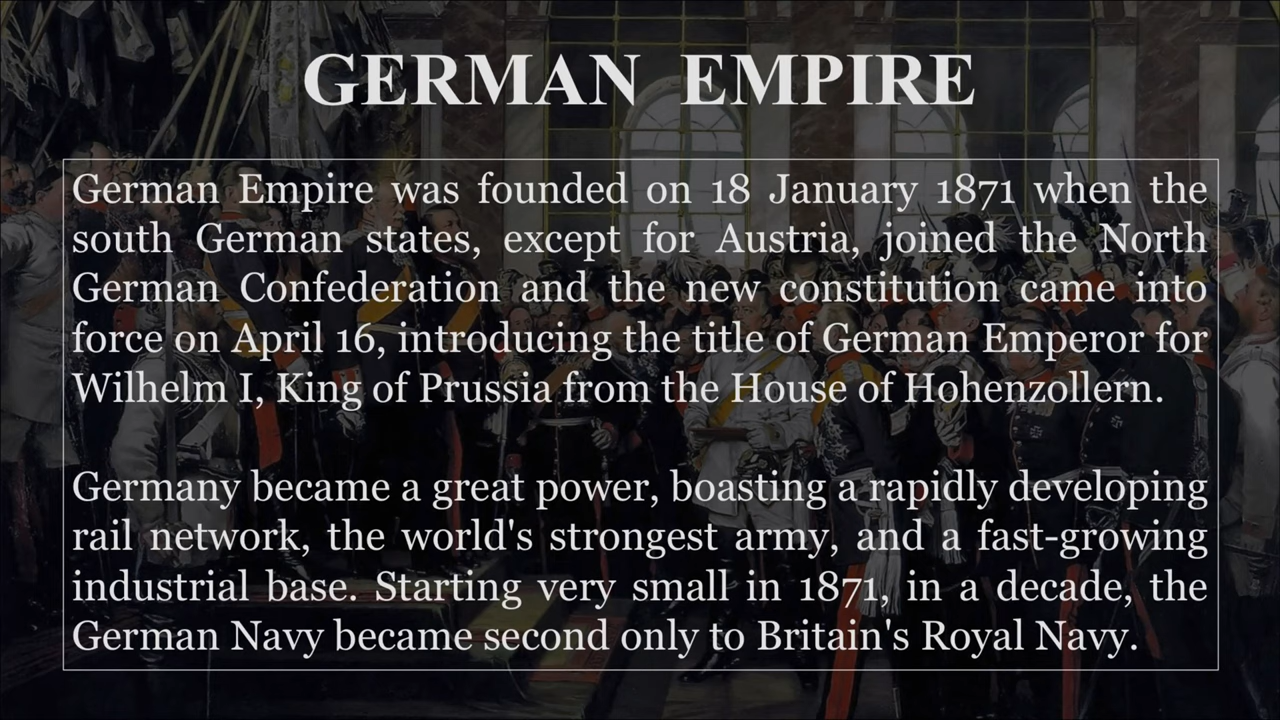 GERMAN EMPIRE
German Empire was founded on 18 January 1871 when the
south German states, except for Austria, joined the North
German Confederation and the new constitution came into
force on April 16, introducing the title of German Emperor for
Wilhelm I, King of Prussia from the House of Hohenzollern.
Germany became a great power, boasting a rapidly developing
rail network, the world's strongest army, and a fast-growing
industrial base. Starting very small in 1871, in a decade, the
German Navy became second only to Britain's Royal Navy.